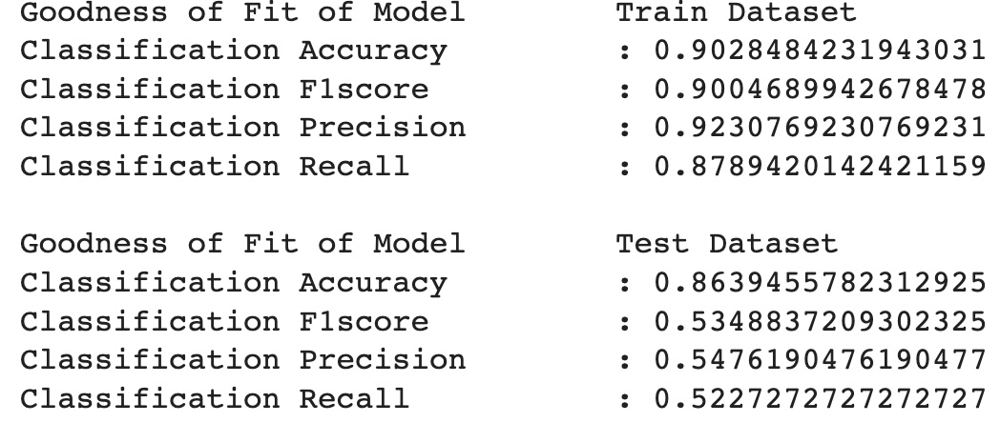 Goodness of Fit of Model Train Dataset
Classification Accuracy : 0.9028484231943031
Classification F1score : 0.9004689942678478
Classification Precision : 0.9230769230769231
Classification Recall : 0.8789420142421159
Goodness of Fit of Model Test Dataset
Classification Accuracy : 0.8639455782312925
Classification F1score : 0.5348837209302325
Classification Precision : 0.5476190476190477
Classification Recall : 0.5227272727272727